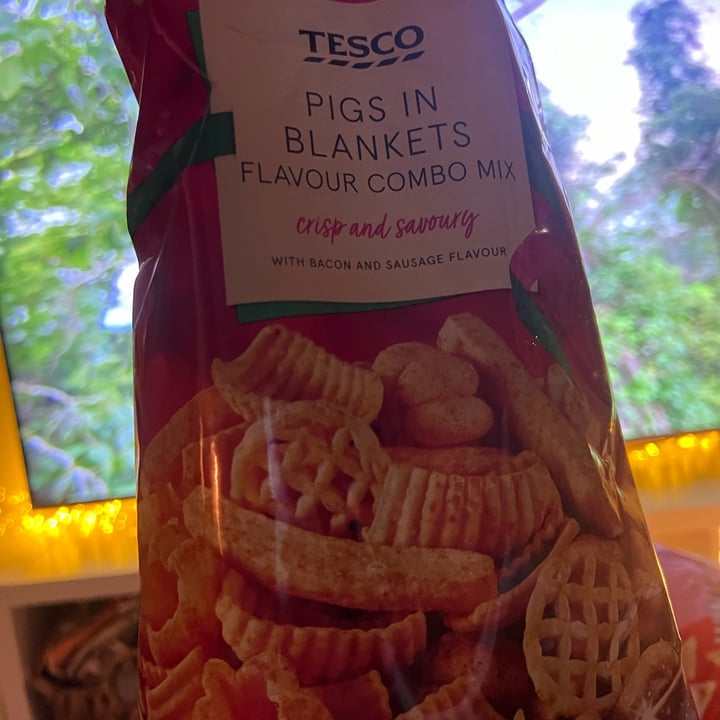 TESCO
PIGS IN
BLANKETS
FLAVOUR COMBO MIX
crisp and savoury
WITH BACON AND SAUSAGE FLAVOUR